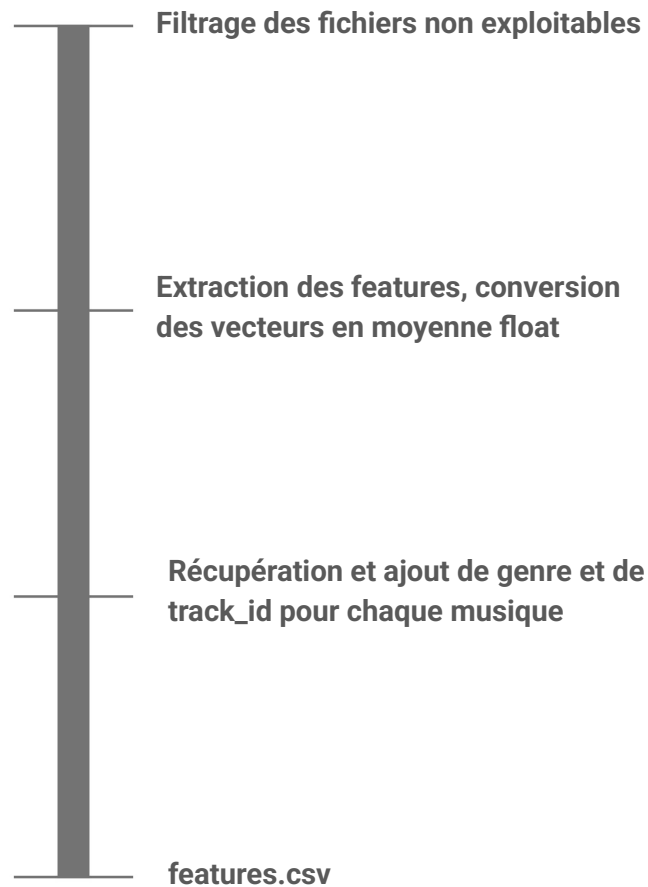 Filtrage des fichiers non exploitables
Extraction des features, conversion
des vecteurs en moyenne float
Récupération et ajout de genre et de
track_id pour chaque musique
features.csv